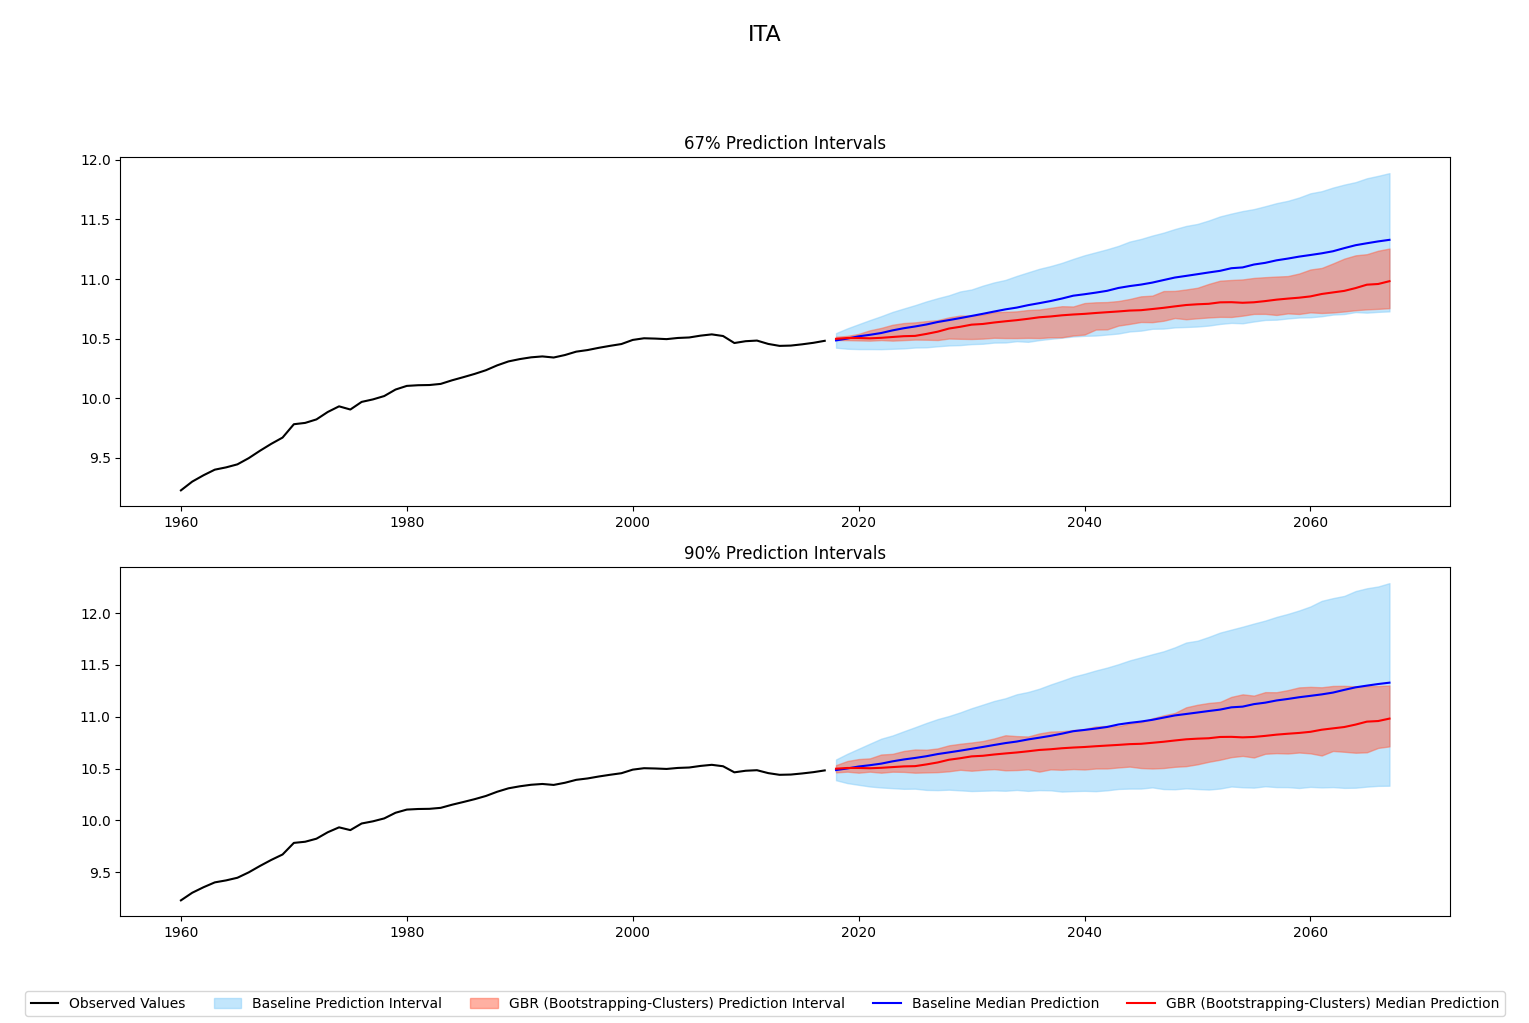 ITA
67% Prediction Intervals
12.0
11.5
11.0
10.5
10.0
9.5
1960 1980 2000 2020 2040 2060
90% Prediction Intervals
12.0
11.5
11.0
10.5
10.0
9.5
1960 1980 2000 2020 2040 2060
Observed Values Baseline Prediction Interval GBR (Bootstrapping-Clusters) Prediction Interval Baseline Median Prediction GBR (Bootstrapping-Clusters) Median Prediction